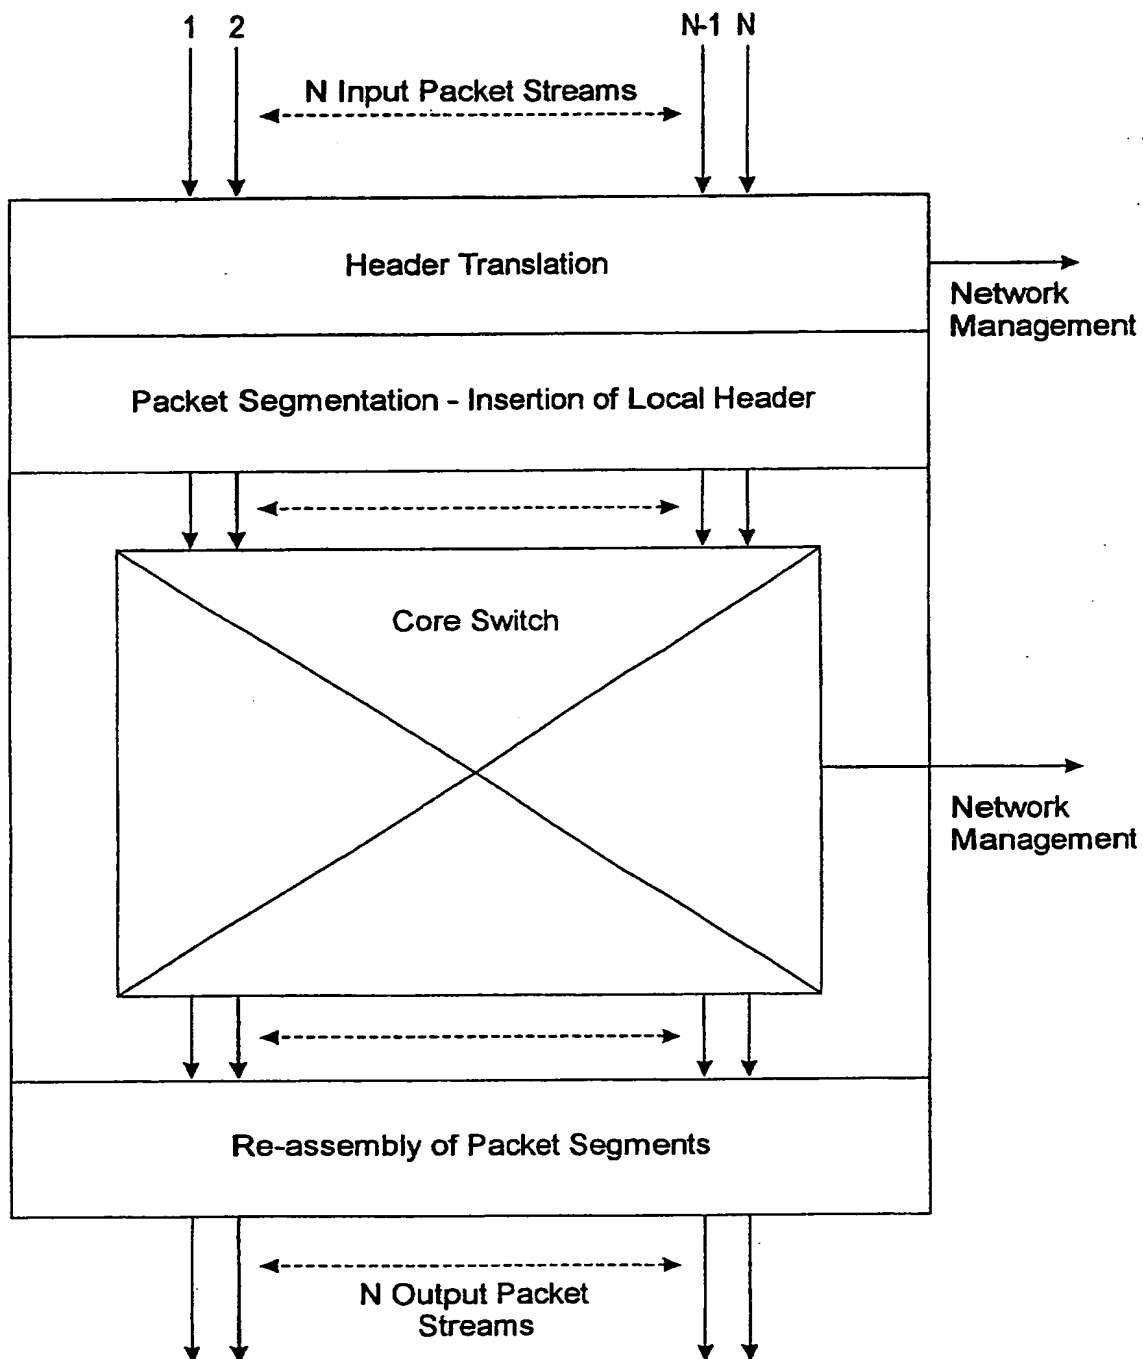 1 2 N-1 N
N Input Packet Streams
Header Translation
Network
Management
Packet Segmentation - Insertion of Local Header
Core Switch
Network
Management
Re-assembly of Packet Segments
N Output Packet
Streams